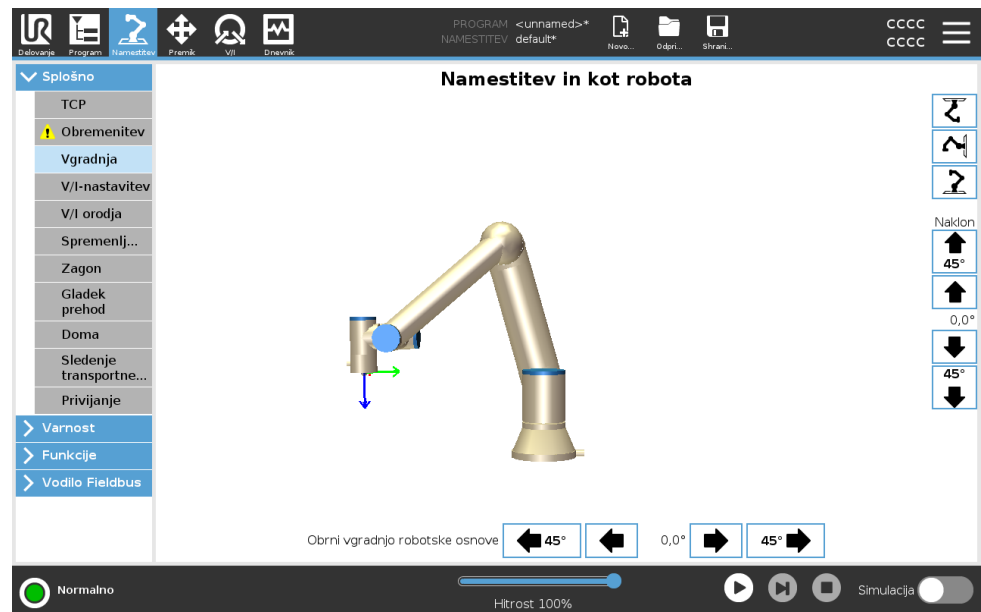 PROGRAM <unnamed>*
NAMESTITEV default*
cccc
cccc
Delovanje
Program
Namestitev
Premik
V/I
Dnevnik
Novo...
Odpri...
Shrani...
Splošno
TCP
Obremenitev
Vgradnja
V/I-nastavitev
V/I orodja
Spremenlj...
Zagon
Gladek
prehod
Doma
Sledenje
transportne...
Privijanje
Varnost
Funkcije
Vodilo Fieldbus
Namestitev in kot robota
Naklon
45°
0,0°
45°
Obrni vgradnjo robotske osnove
45°
0,0°
45°
Normalno
Hitrost 100%
Simulacija